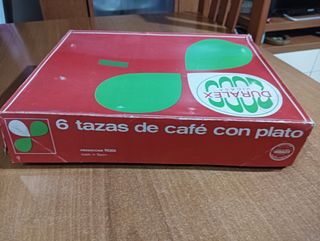 DURALEX
6 tazas de café con plato
made in Spain